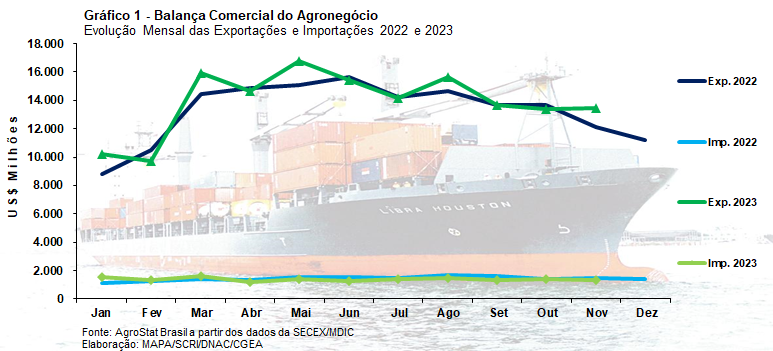 Gráfico 1 - Balança Comercial do Agronegócio
Evolução Mensal das Exportações e Importações 2022 e 2023
US$ Milhões
18.000
16.000
14.000
12.000
10.000
8.000
6.000
4.000
2.000
0
Exp. 2022
Imp. 2022
Exp. 2023
Imp. 2023
LIBRA HOUSTON
Jan Fev Mar Abr Mai Jun Jul Ago Set Out Nov Dez
Fonte: AgroStat Brasil a partir dos dados da SECEX/MDIC
Elaboração: MAPA/SCRI/DNAC/CGEA